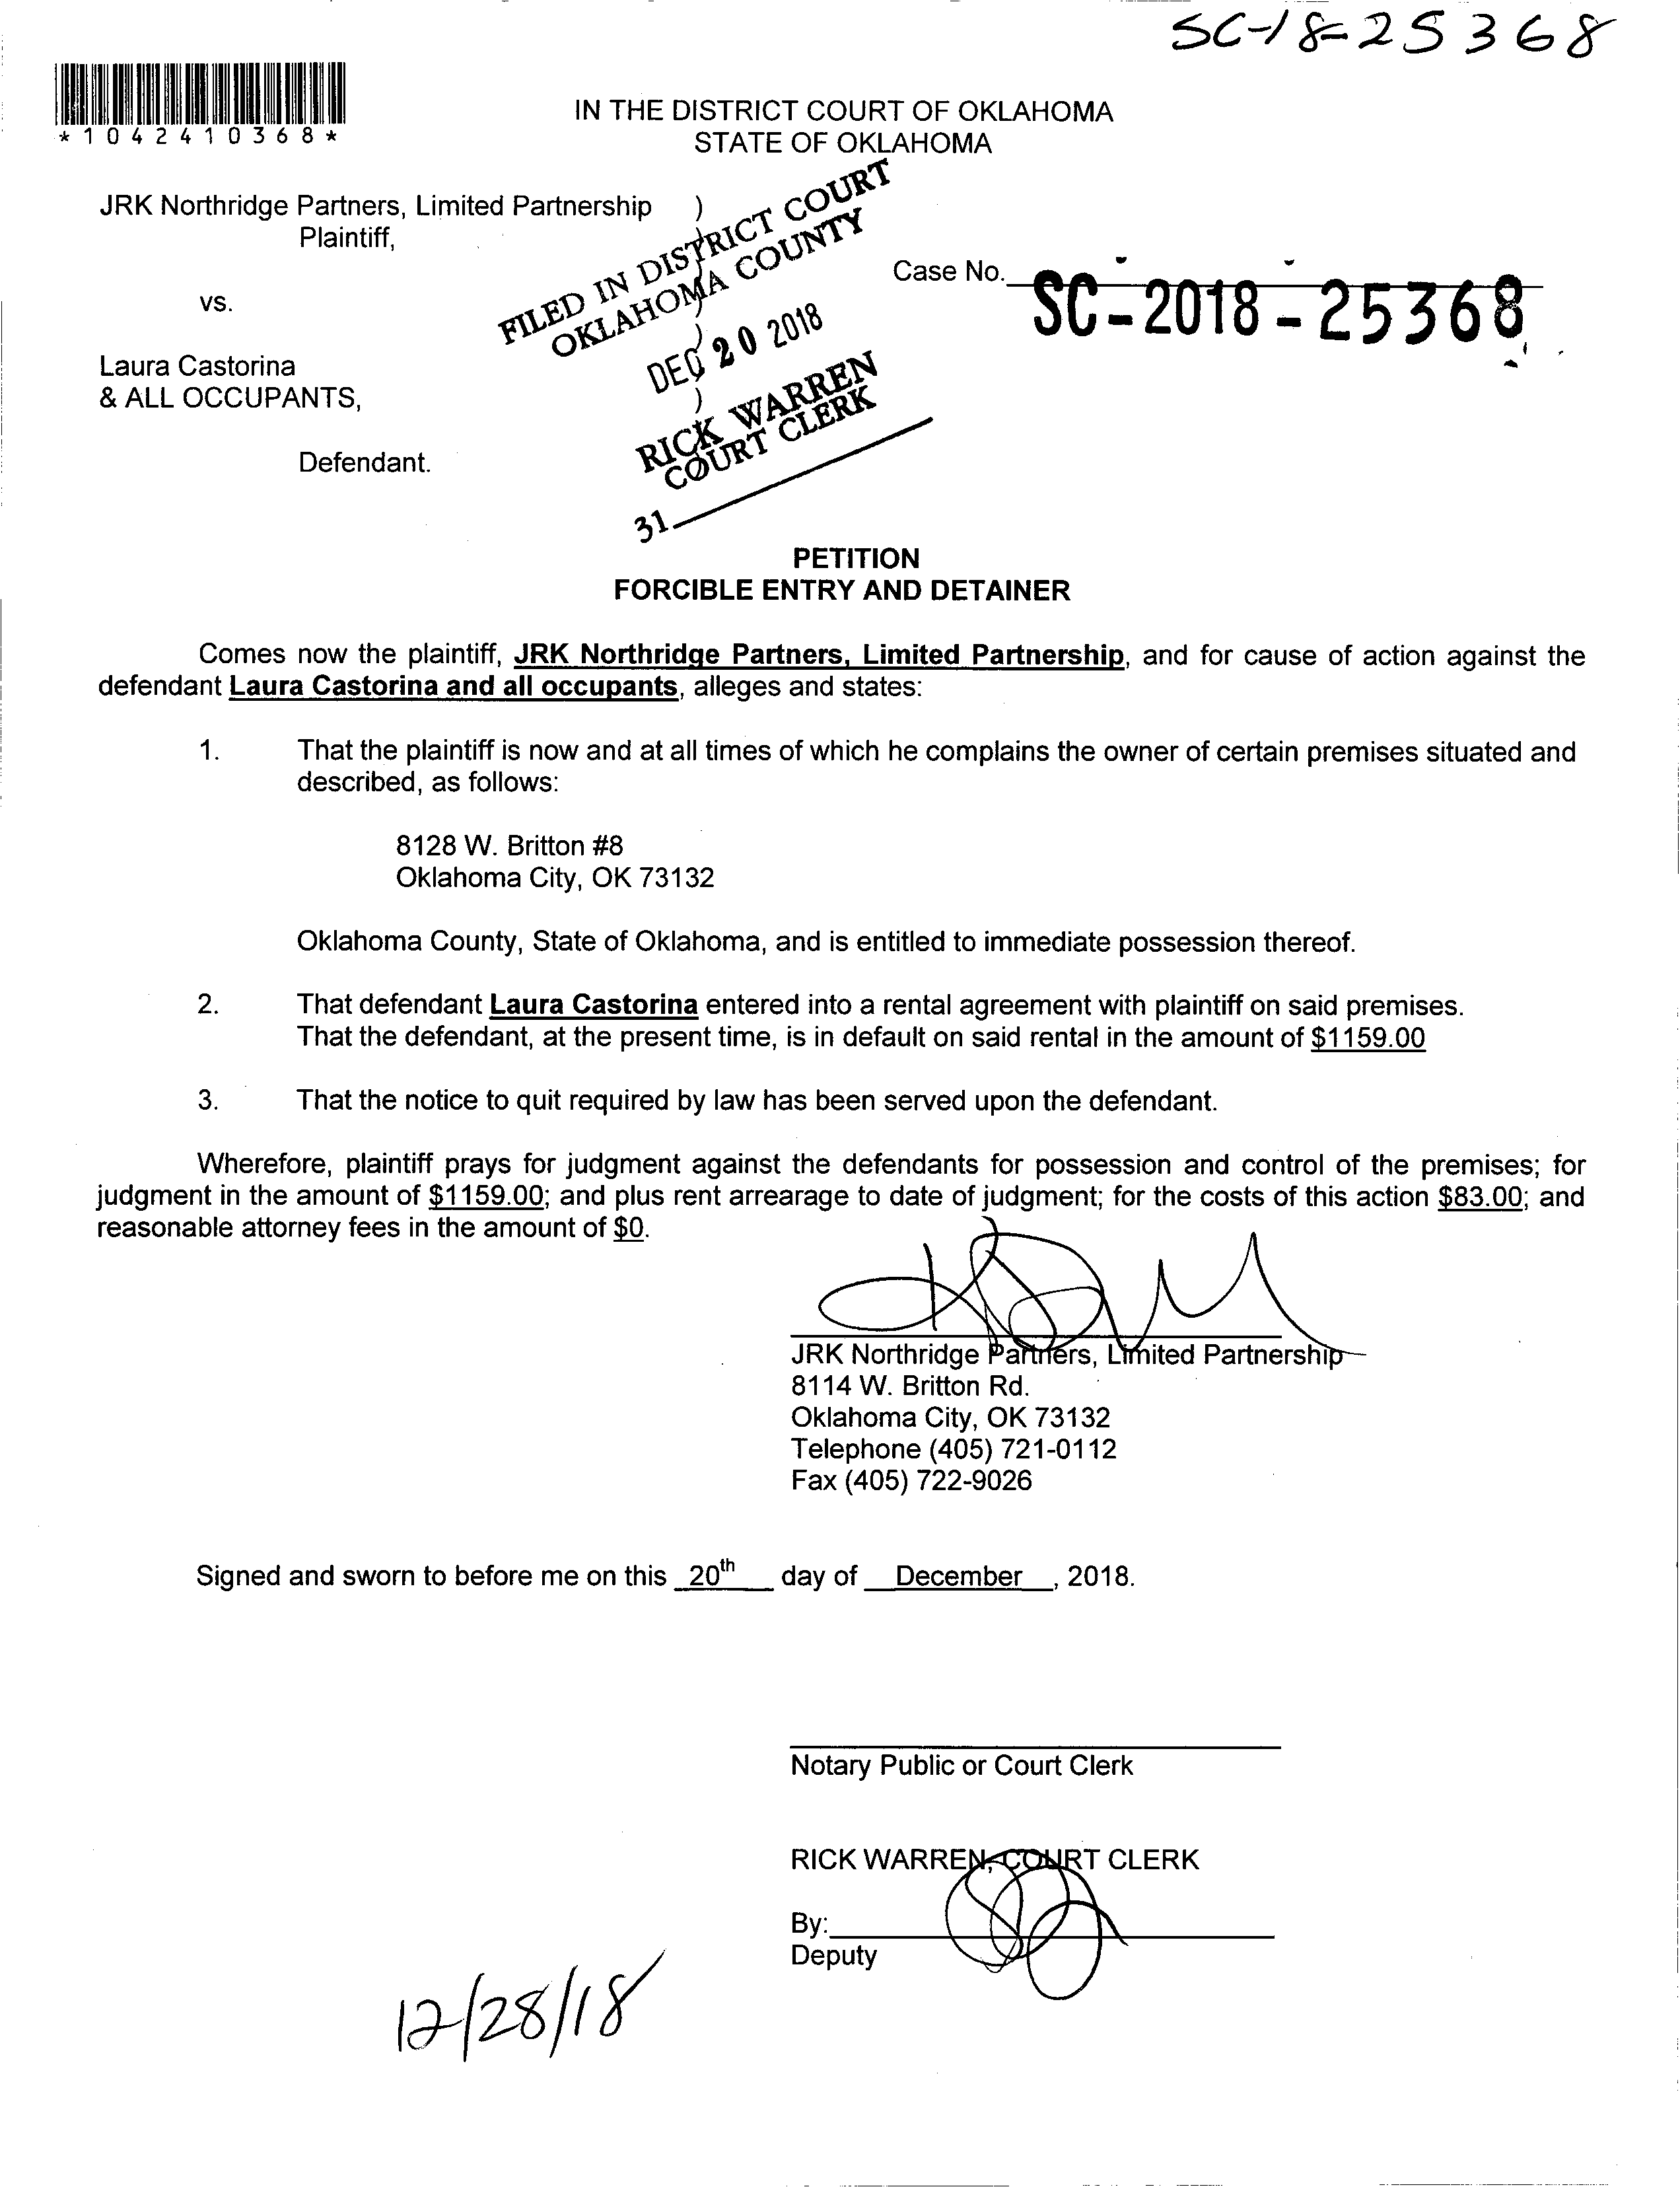 SC-18-25368
*1042410368*
IN THE DISTRICT COURT OF OKLAHOMA
STATE OF OKLAHOMA
JRK Northridge Partners, Limited Partnership )
Plaintiff,
FILED IN DISTRICT COURT
OKLAHOMA COUNTY
DEC 20 2018
RICK WARREN
COURT CLERK
31
Case No. SC-2018-25368
vs.
Laura Castorina
& ALL OCCUPANTS,
Defendant.
PETITION
FORCIBLE ENTRY AND DETAINER
Comes now the plaintiff, JRK Northridge Partners, Limited Partnership, and for cause of action against the
defendant Laura Castorina and all occupants, alleges and states:
1. That the plaintiff is now and at all times of which he complains the owner of certain premises situated and
described, as follows:
8128 W. Britton #8
Oklahoma City, OK 73132
Oklahoma County, State of Oklahoma, and is entitled to immediate possession thereof.
2. That defendant Laura Castorina entered into a rental agreement with plaintiff on said premises.
That the defendant, at the present time, is in default on said rental in the amount of $1159.00
3. That the notice to quit required by law has been served upon the defendant.
Wherefore, plaintiff prays for judgment against the defendants for possession and control of the premises; for
judgment in the amount of $1159.00; and plus rent arrearage to date of judgment; for the costs of this action $83.00; and
reasonable attorney fees in the amount of $0.
JRK Northridge Partners, Limited Partnership
8114 W. Britton Rd.
Oklahoma City, OK 73132
Telephone (405) 721-0112
Fax (405) 722-9026
Signed and sworn to before me on this 20th day of December, 2018.
Notary Public or Court Clerk
RICK WARREN, COURT CLERK
By:
Deputy
12/28/18